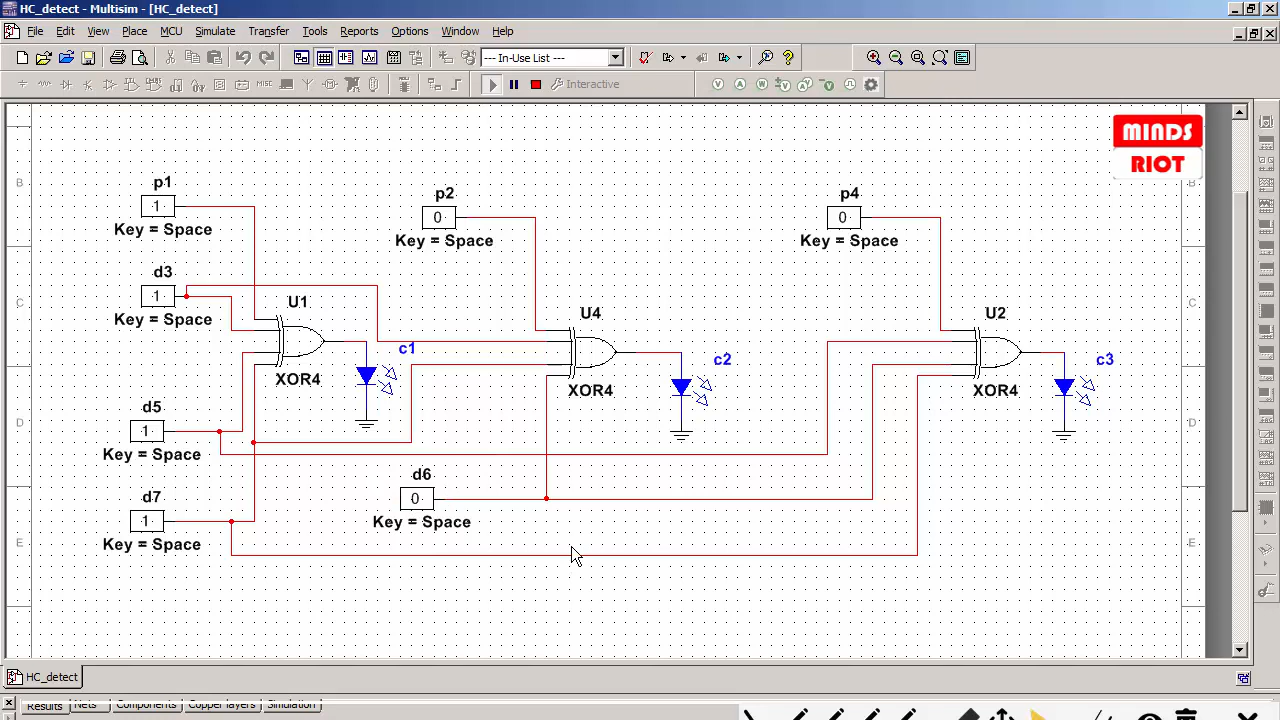 HC_detect - Multisim - [HC_detect]
File Edit View Place MCU Simulate Transfer Tools Reports Options Window Help
--- In-Use List ---
Interactive
MINDS
RIOT
B
B
p1
1
Key = Space
p2
0
Key = Space
p4
0
Key = Space
d3
1
Key = Space
C
C
U1
XOR4
c1
U4
XOR4
c2
U2
XOR4
c3
d5
1
Key = Space
D
D
d6
0
Key = Space
d7
1
Key = Space
E
E
HC_detect
Results Nets Components Copper layers Simulation